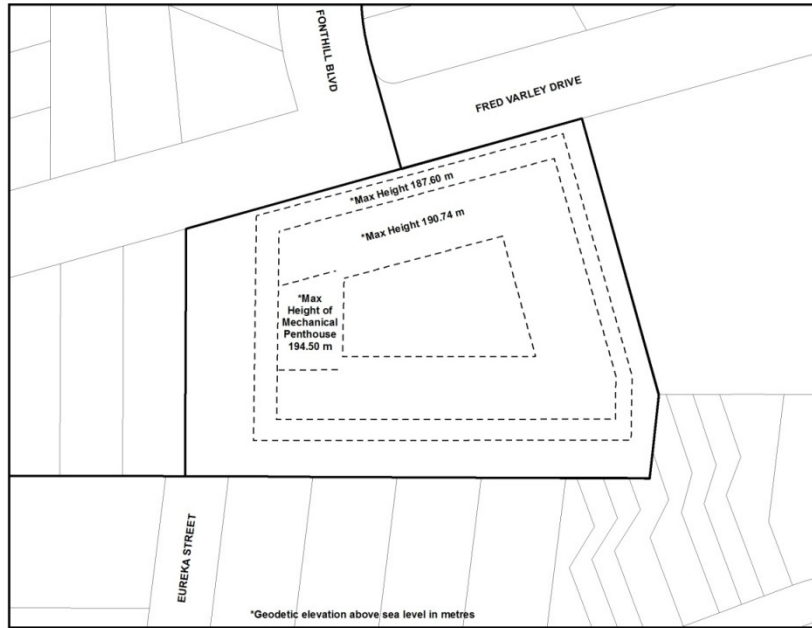 FONTHILL BLVD
FRED VARLEY DRIVE
*Max Height 187.60 m
*Max Height 190.74 m
*Max
Height of
Mechanical
Penthouse
194.50 m
EUREKA STREET
*Geodetic elevation above sea level in metres